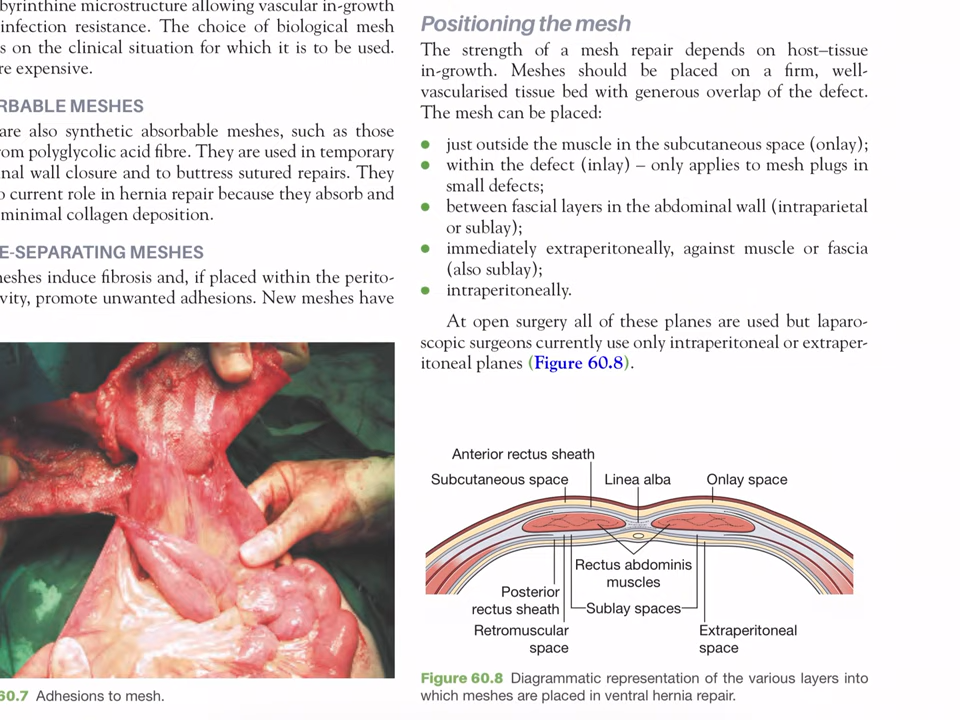 byrinthine microstructure allowing vascular in-growth
infection resistance. The choice of biological mesh
s on the clinical situation for which it is to be used.
re expensive.
RBABLE MESHES
are also synthetic absorbable meshes, such as those
rom polyglycolic acid fibre. They are used in temporary
inal wall closure and to buttress sutured repairs. They
o current role in hernia repair because they absorb and
minimal collagen deposition.
E-SEPARATING MESHES
meshes induce fibrosis and, if placed within the perito-
vity, promote unwanted adhesions. New meshes have
60.7 Adhesions to mesh.
Positioning the mesh
The strength of a mesh repair depends on host–tissue
in-growth. Meshes should be placed on a firm, well-
vascularised tissue bed with generous overlap of the defect.
The mesh can be placed:
● just outside the muscle in the subcutaneous space (onlay);
● within the defect (inlay) – only applies to mesh plugs in
small defects;
● between fascial layers in the abdominal wall (intraparietal
or sublay);
● immediately extraperitoneally, against muscle or fascia
(also sublay);
● intraperitoneally.
At open surgery all of these planes are used but laparo-
scopic surgeons currently use only intraperitoneal or extraper-
itoneal planes (Figure 60.8).
Anterior rectus sheath
Subcutaneous space
Linea alba
Onlay space
Rectus abdominis
muscles
Posterior
rectus sheath
Sublay spaces
Retromuscular
space
Extraperitoneal
space
Figure 60.8 Diagrammatic representation of the various layers into
which meshes are placed in ventral hernia repair.